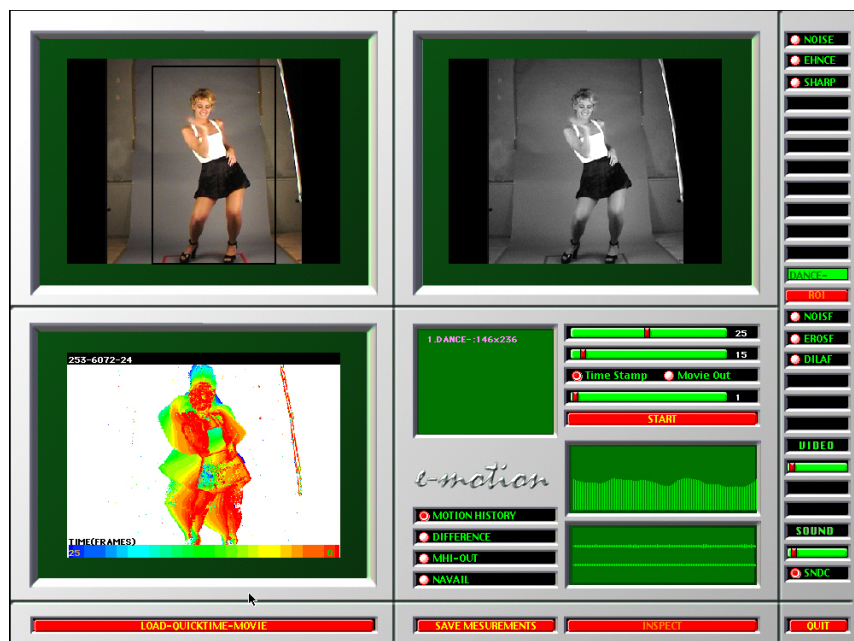 NOISE
EHNCE
SHARP
DANCE-
ROI
NOISF
EROSF
DILAF
VIDEO
SOUND
SNDC
QUIT
1.DANCE-:146x236
25
15
Time Stamp
Movie Out
1
START
e-motion
MOTION HISTORY
DIFFERENCE
MHI-OUT
NAVAIL
253-6072-24
TIME(FRAMES)
25 0
LOAD-QUICKTIME-MOVIE
SAVE MESUREMENTS
INSPECT